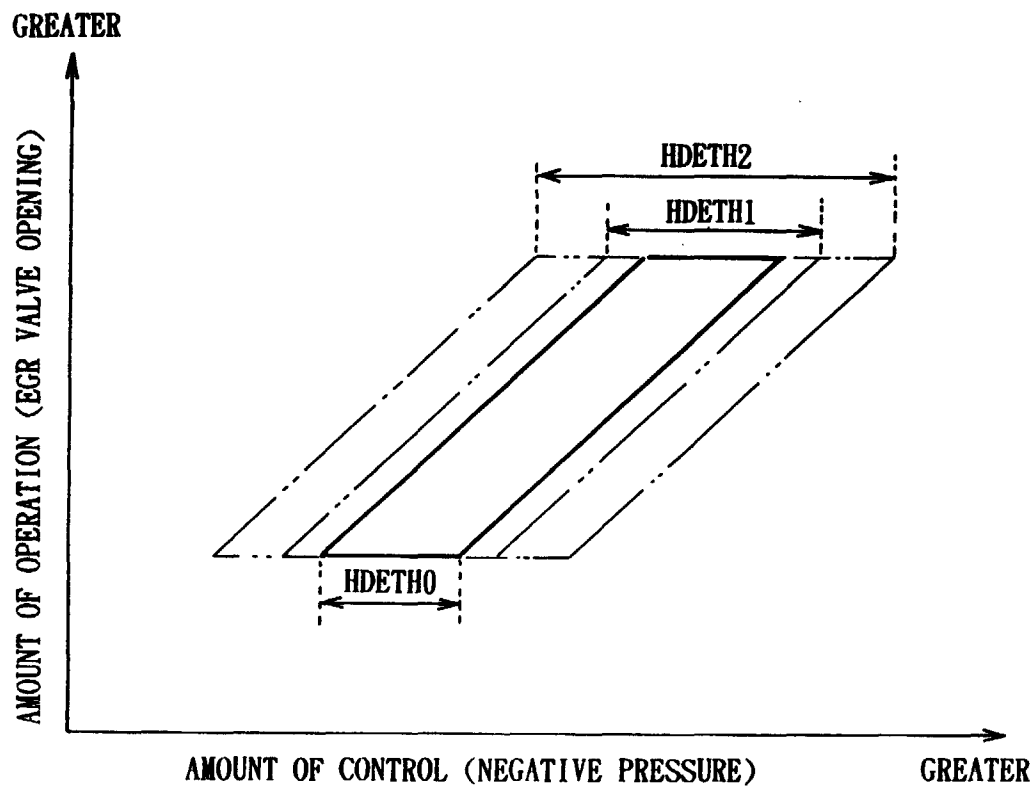 GREATER
HDETH2
HDETH1
HDETH0
AMOUNT OF OPERATION (EGR VALVE OPENING)
AMOUNT OF CONTROL (NEGATIVE PRESSURE)
GREATER